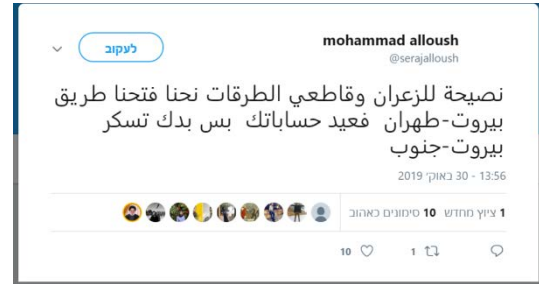 mohammad alloush
@serajalloush
לעקוב
نصيحة للزعران وقاطعي الطرقات نحنا فتحنا طريق
بيروت-طهران فعيد حساباتك بس بدك تسكر
بيروت-جنوب
13:56 - 30 באוק׳ 2019
1 ציוץ מחדש 10 סימונים כאהוב
1 10